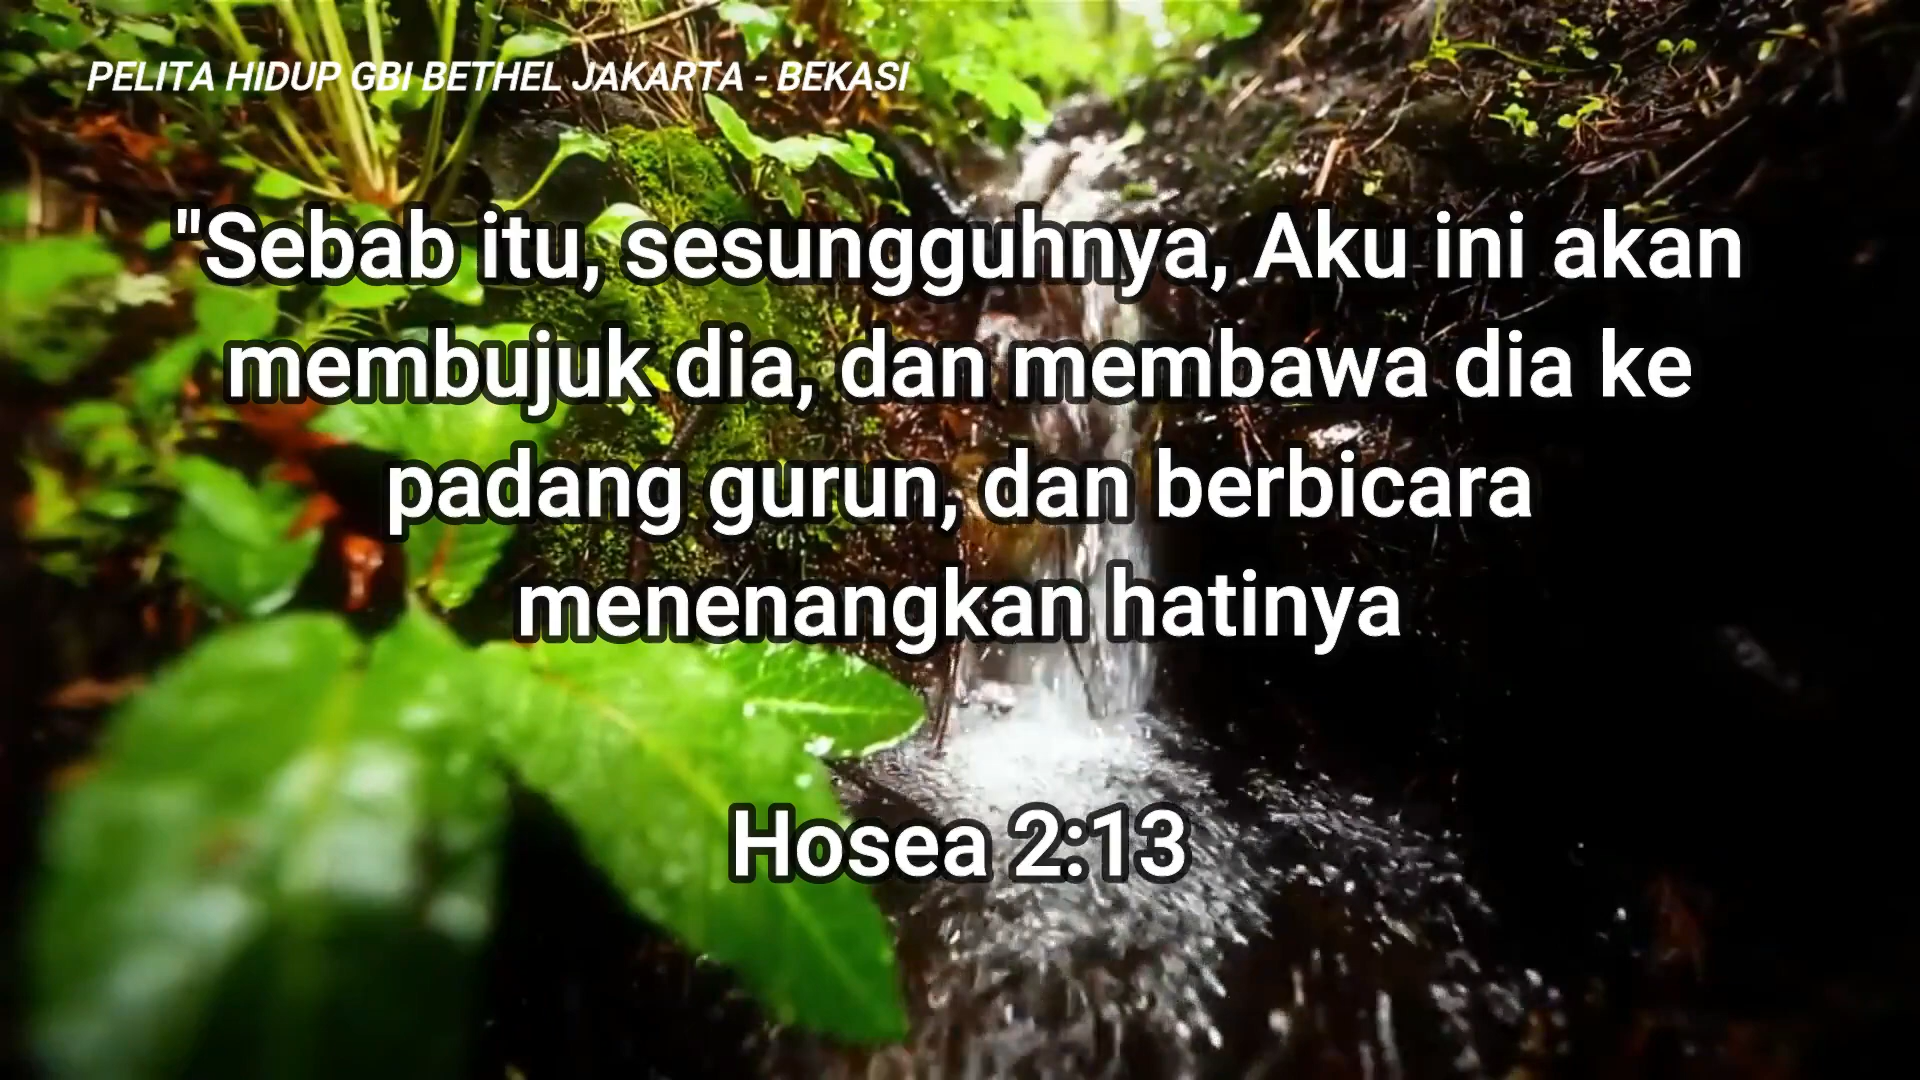 PELITA HIDUP GBI BETHEL JAKARTA - BEKASI
"Sebab itu, sesungguhnya, Aku ini akan
membujuk dia, dan membawa dia ke
padang gurun, dan berbicara
menenangkan hatinya
Hosea 2:13